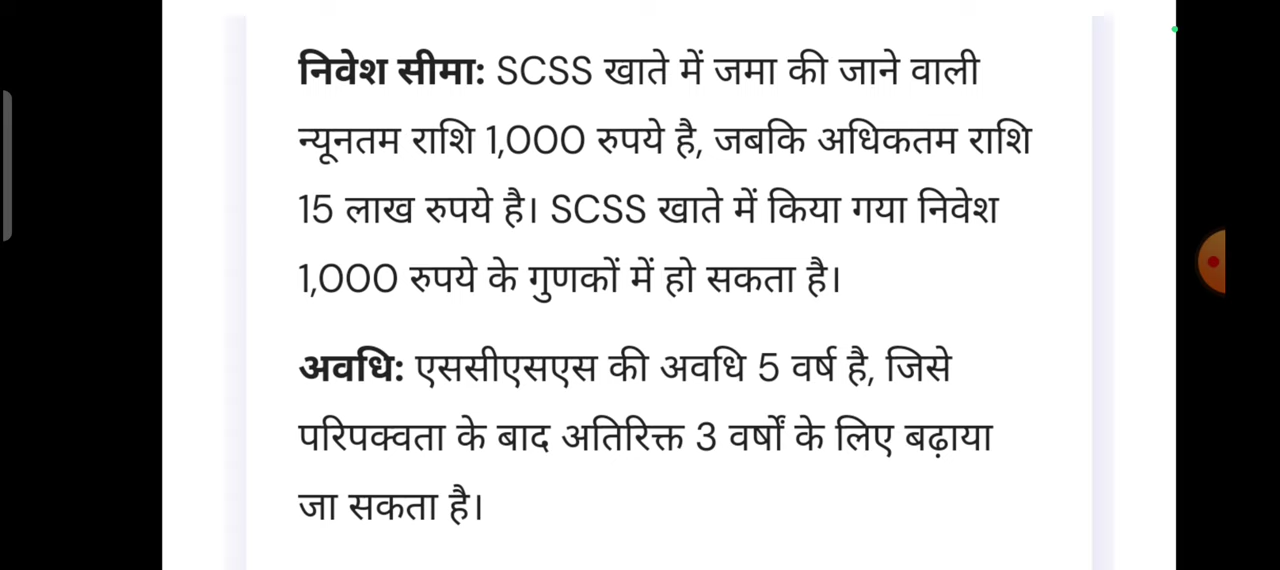 निवेश सीमा: SCSS खाते में जमा की जाने वाली
न्यूनतम राशि 1,000 रुपये है, जबकि अधिकतम राशि
15 लाख रुपये है। SCSS खाते में किया गया निवेश
1,000 रुपये के गुणकों में हो सकता है।
अवधि: एससीएसएस की अवधि 5 वर्ष है, जिसे
परिपक्वता के बाद अतिरिक्त 3 वर्षों के लिए बढ़ाया
जा सकता है।